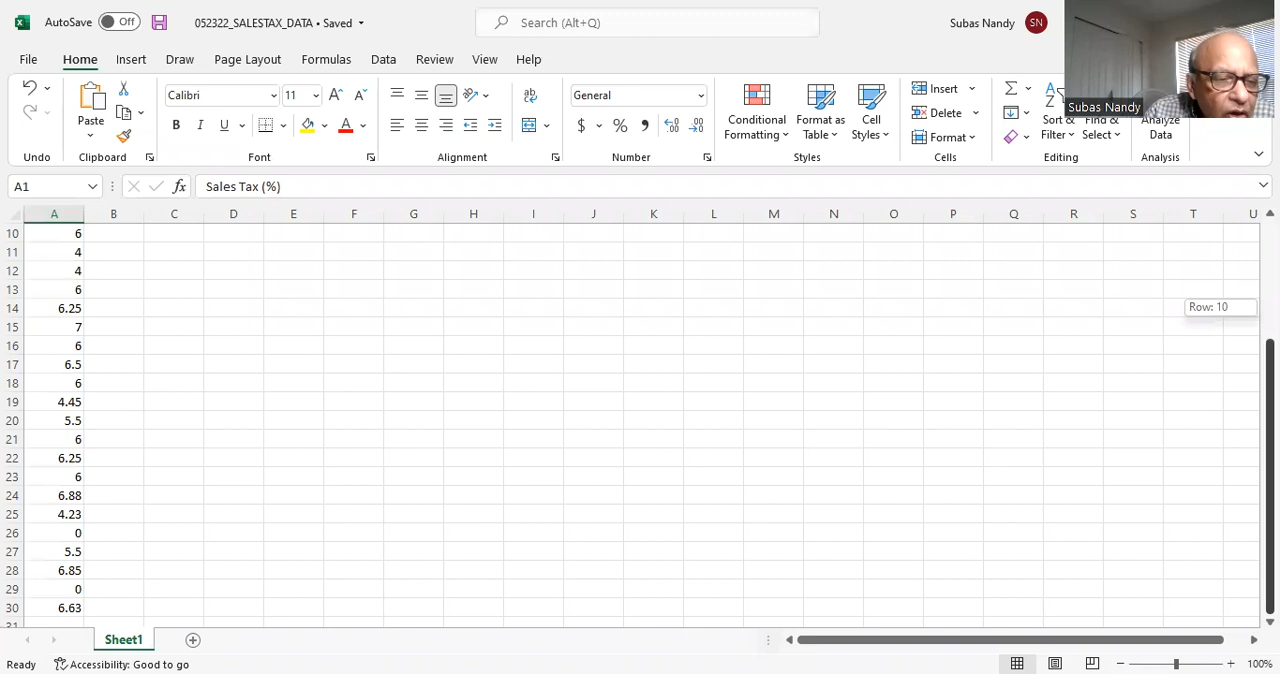 AutoSave Off 052322_SALESTAX_DATA • Saved Search (Alt+Q) Subas Nandy SN
File Home Insert Draw Page Layout Formulas Data Review View Help
Calibri 11 A A ab General Insert Σ AZ Subas Nandy
Paste B I U A $ % Conditional Formatting Format as Table Cell Styles Delete Format Sort & Filter Find & Select Analyze Data
Undo Clipboard Font Alignment Number Styles Cells Editing Analysis
A1 fx Sales Tax (%)
A B C D E F G H I J K L M N O P Q R S T U
10 6
11 4
12 4
13 6
14 6.25 Row: 10
15 7
16 6
17 6.5
18 6
19 4.45
20 5.5
21 6
22 6.25
23 6
24 6.88
25 4.23
26 0
27 5.5
28 6.85
29 0
30 6.63
Sheet1
Ready Accessibility: Good to go 100%